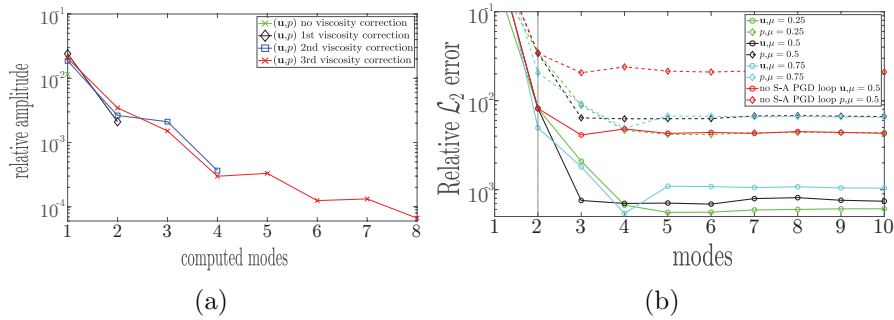 10^{-1}
10^{-2}
10^{-3}
10^{-4}
relative amplitude
(u,p) no viscosity correction
(u,p) 1st viscosity correction
(u,p) 2nd viscosity correction
(u,p) 3rd viscosity correction
1 2 3 4 5 6 7 8
computed modes
(a)
10^{-1}
10^{-2}
10^{-3}
Relative 𝓛_2 error
u,μ = 0.25
p,μ = 0.25
u,μ = 0.5
p,μ = 0.5
u,μ = 0.75
p,μ = 0.75
no S-A PGD loop u,μ = 0.5
no S-A PGD loop p,μ = 0.5
1 2 3 4 5 6 7 8 9 10
modes
(b)